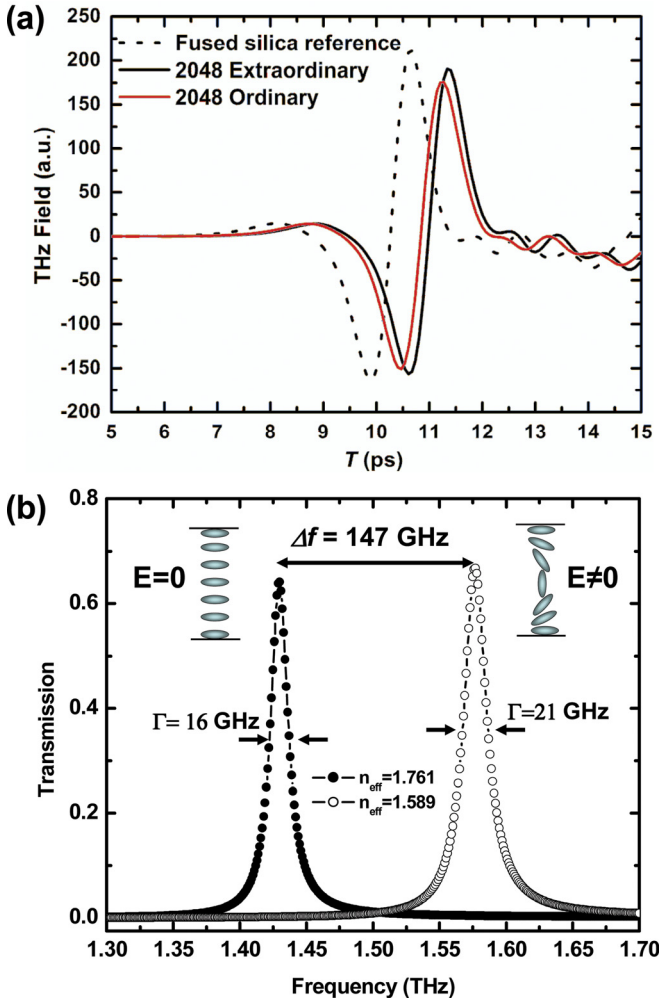 (a)
Fused silica reference
2048 Extraordinary
2048 Ordinary
250
200
150
100
50
0
-50
-100
-150
-200
THz Field (a.u.)
5 6 7 8 9 10 11 12 13 14 15
T (ps)
(b)
0.8
0.6
0.4
0.2
0.0
Transmission
Δf = 147 GHz
E=0
E≠0
Γ= 16 GHz
Γ=21 GHz
neff=1.761
neff=1.589
1.30 1.35 1.40 1.45 1.50 1.55 1.60 1.65 1.70
Frequency (THz)